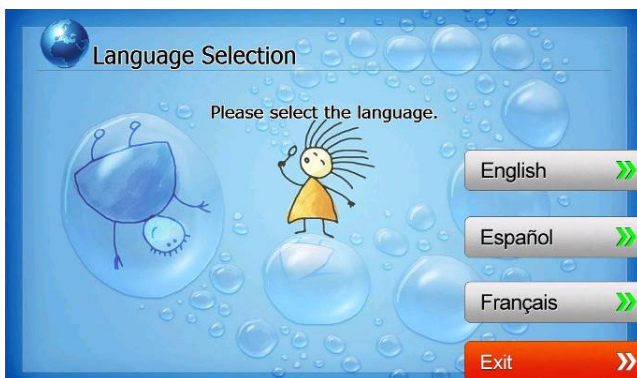 Language Selection
Please select the language.
English
Español
Français
Exit